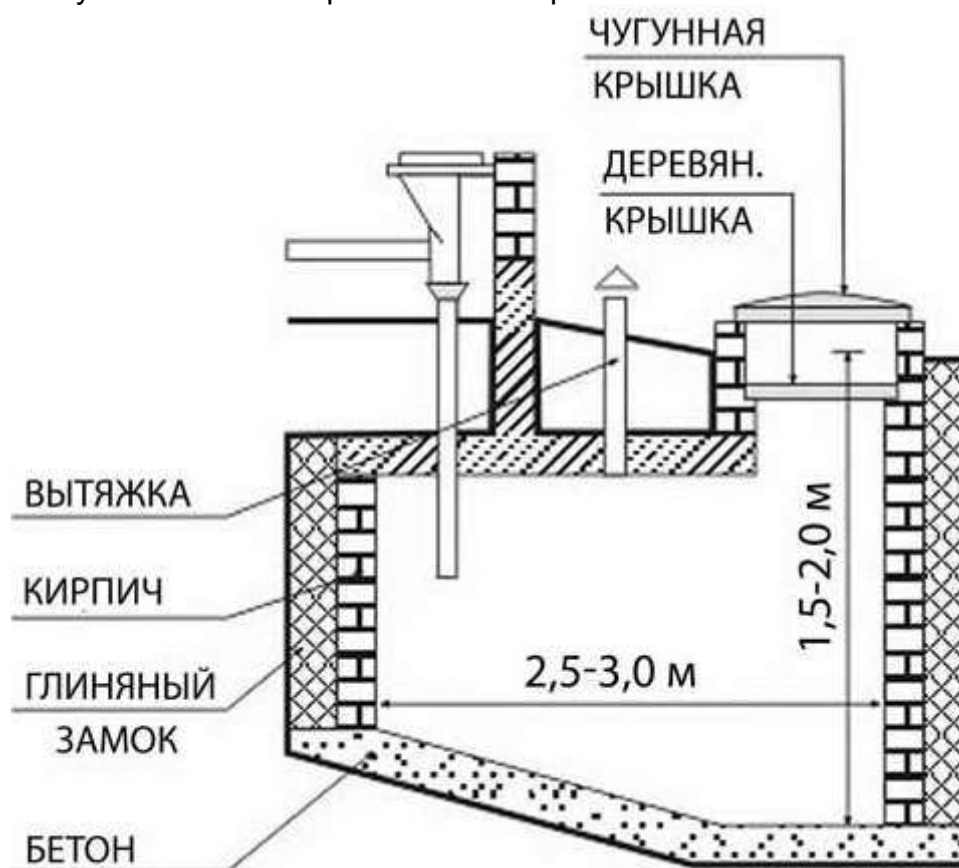 ЧУГУННАЯ
КРЫШКА
ДЕРЕВЯН.
КРЫШКА
ВЫТЯЖКА
КИРПИЧ
1,5-2,0 м
2,5-3,0 м
ГЛИНЯНЫЙ
ЗАМОК
БЕТОН